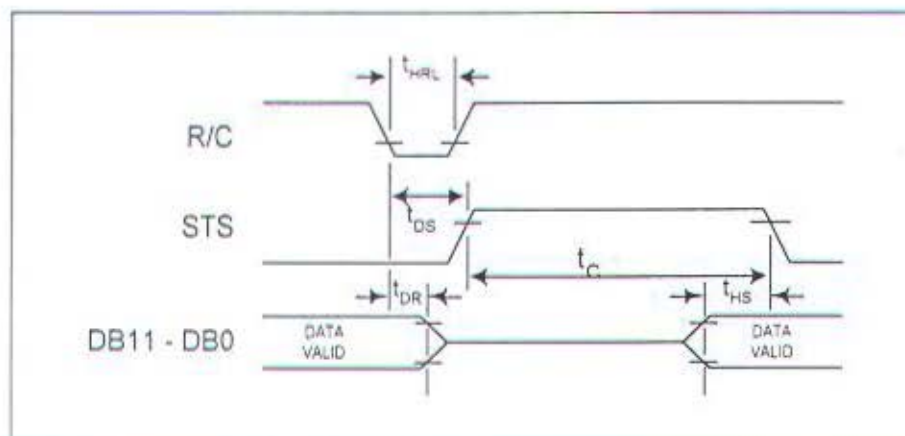 tHRL
R/C
tDS
STS
tC
tDR
tHS
DB11 - DB0
DATA
VALID
DATA
VALID